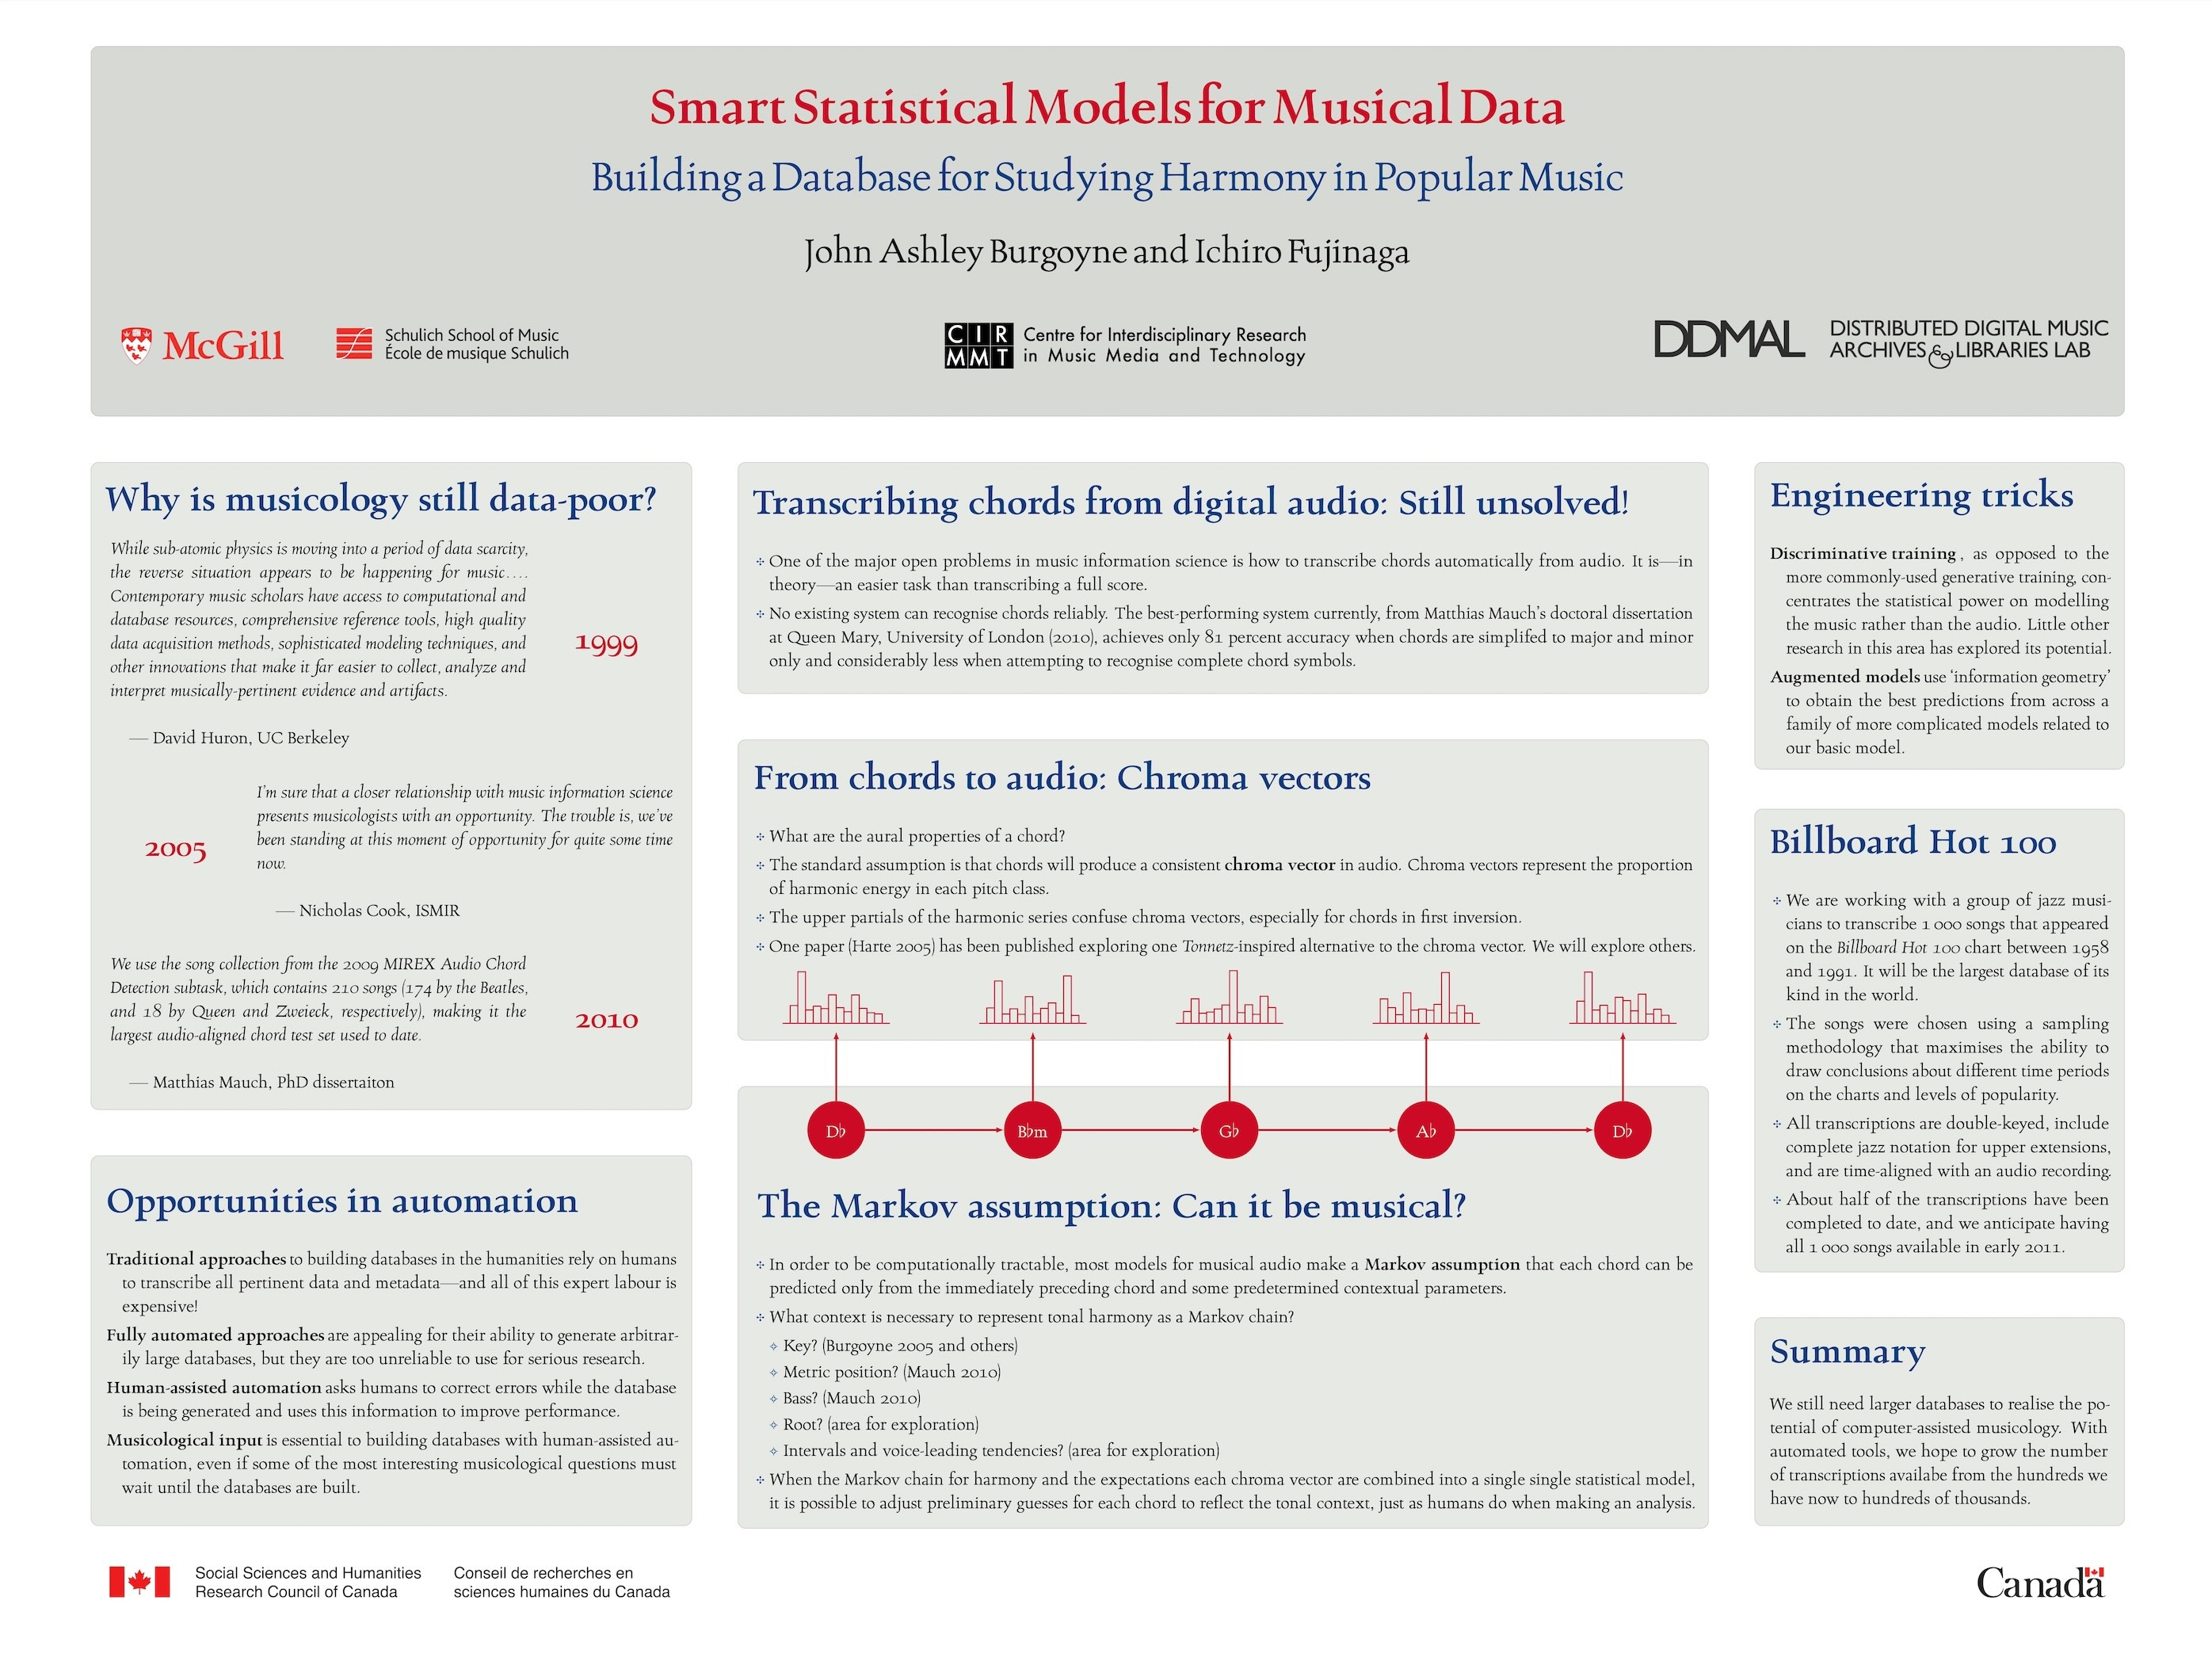 Smart Statistical Models for Musical Data
Building a Database for Studying Harmony in Popular Music
John Ashley Burgoyne and Ichiro Fujinaga
McGill
Schulich School of Music
École de musique Schulich
CIR
MMT
Centre for Interdisciplinary Research
in Music Media and Technology
DDMAL
DISTRIBUTED DIGITAL MUSIC
ARCHIVES & LIBRARIES LAB
Why is musicology still data-poor?
While sub-atomic physics is moving into a period of data scarcity,
the reverse situation appears to be happening for music....
Contemporary music scholars have access to computational and
database resources, comprehensive reference tools, high quality
data acquisition methods, sophisticated modeling techniques, and
other innovations that make it far easier to collect, analyze and
interpret musically-pertinent evidence and artifacts.
1999
— David Huron, UC Berkeley
I'm sure that a closer relationship with music information science
presents musicologists with an opportunity. The trouble is, we've
been standing at this moment of opportunity for quite some time
now.
2005
— Nicholas Cook, ISMIR
We use the song collection from the 2009 MIREX Audio Chord
Detection subtask, which contains 210 songs (174 by the Beatles,
and 18 by Queen and Zweieck, respectively), making it the
largest audio-aligned chord test set used to date.
2010
— Matthias Mauch, PhD dissertaiton
Opportunities in automation
Traditional approaches to building databases in the humanities rely on humans
to transcribe all pertinent data and metadata—and all of this expert labour is
expensive!
Fully automated approaches are appealing for their ability to generate arbitrar-
ily large databases, but they are too unreliable to use for serious research.
Human-assisted automation asks humans to correct errors while the database
is being generated and uses this information to improve performance.
Musicological input is essential to building databases with human-assisted au-
tomation, even if some of the most interesting musicological questions must
wait until the databases are built.
Transcribing chords from digital audio: Still unsolved!
One of the major open problems in music information science is how to transcribe chords automatically from audio. It is—in
theory—an easier task than transcribing a full score.
No existing system can recognise chords reliably. The best-performing system currently, from Matthias Mauch's doctoral dissertation
at Queen Mary, University of London (2010), achieves only 81 percent accuracy when chords are simplifed to major and minor
only and considerably less when attempting to recognise complete chord symbols.
From chords to audio: Chroma vectors
What are the aural properties of a chord?
The standard assumption is that chords will produce a consistent chroma vector in audio. Chroma vectors represent the proportion
of harmonic energy in each pitch class.
The upper partials of the harmonic series confuse chroma vectors, especially for chords in first inversion.
One paper (Harte 2005) has been published exploring one Tonnetz-inspired alternative to the chroma vector. We will explore others.
D♭ B♭m G♭ A♭ D♭
The Markov assumption: Can it be musical?
In order to be computationally tractable, most models for musical audio make a Markov assumption that each chord can be
predicted only from the immediately preceding chord and some predetermined contextual parameters.
What context is necessary to represent tonal harmony as a Markov chain?
Key? (Burgoyne 2005 and others)
Metric position? (Mauch 2010)
Bass? (Mauch 2010)
Root? (area for exploration)
Intervals and voice-leading tendencies? (area for exploration)
When the Markov chain for harmony and the expectations each chroma vector are combined into a single single statistical model,
it is possible to adjust preliminary guesses for each chord to reflect the tonal context, just as humans do when making an analysis.
Engineering tricks
Discriminative training, as opposed to the
more commonly-used generative training, con-
centrates the statistical power on modelling
the music rather than the audio. Little other
research in this area has explored its potential.
Augmented models use 'information geometry'
to obtain the best predictions from across a
family of more complicated models related to
our basic model.
Billboard Hot 100
We are working with a group of jazz musi-
cians to transcribe 1 000 songs that appeared
on the Billboard Hot 100 chart between 1958
and 1991. It will be the largest database of its
kind in the world.
The songs were chosen using a sampling
methodology that maximises the ability to
draw conclusions about different time periods
on the charts and levels of popularity.
All transcriptions are double-keyed, include
complete jazz notation for upper extensions,
and are time-aligned with an audio recording.
About half of the transcriptions have been
completed to date, and we anticipate having
all 1 000 songs available in early 2011.
Summary
We still need larger databases to realise the po-
tential of computer-assisted musicology. With
automated tools, we hope to grow the number
of transcriptions availabe from the hundreds we
have now to hundreds of thousands.
Social Sciences and Humanities
Research Council of Canada
Conseil de recherches en
sciences humaines du Canada
Canada